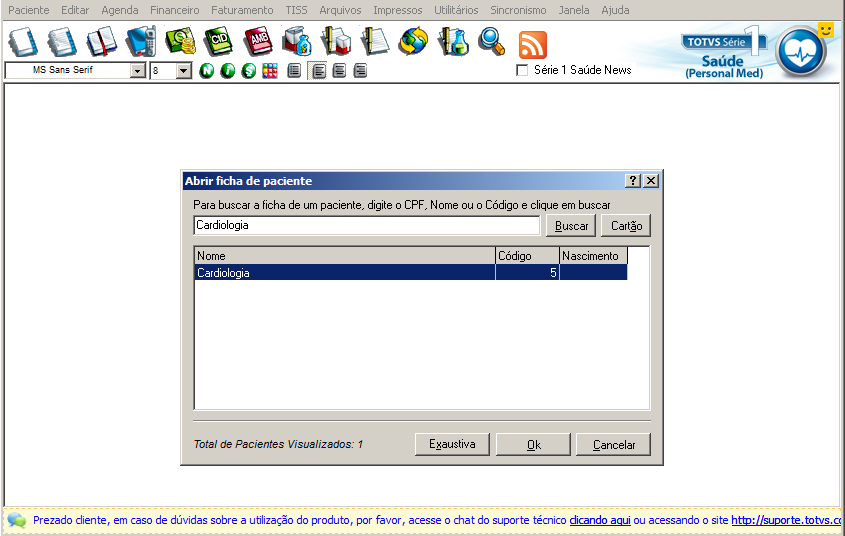 Paciente Editar Agenda Financeiro Faturamento TISS Arquivos Impressos Utilitários Sincronismo Janela Ajuda
CID AMB
TOTVS Série 1
Saúde
(Personal Med)
MS Sans Serif 8 N I S Série 1 Saúde News
Abrir ficha de paciente
Para buscar a ficha de um paciente, digite o CPF, Nome ou o Código e clique em buscar
Cardiologia Buscar Cartão
Nome Código Nascimento
Cardiologia 5
Total de Pacientes Visualizados: 1 Exaustiva Ok Cancelar
Prezado cliente, em caso de dúvidas sobre a utilização do produto, por favor, acesse o chat do suporte técnico clicando aqui ou acessando o site http://suporte.totvs.co